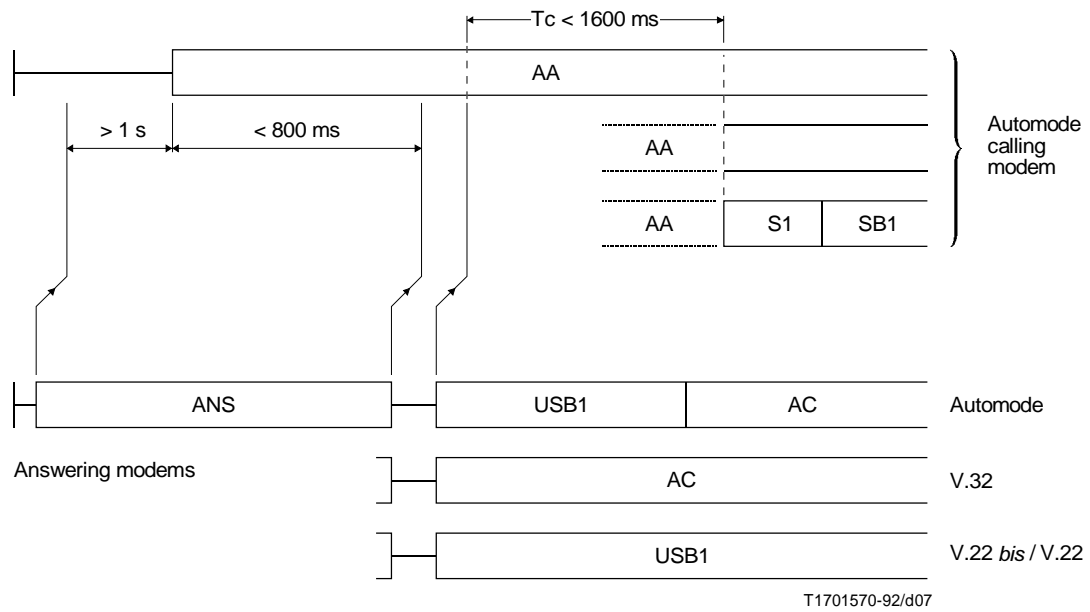 Tc < 1600 ms
AA
> 1 s
< 800 ms
AA
AA
S1
SB1
Automode
calling
modem
ANS
USB1
AC
Automode
Answering modems
AC
V.32
USB1
V.22 bis / V.22
T1701570-92/d07